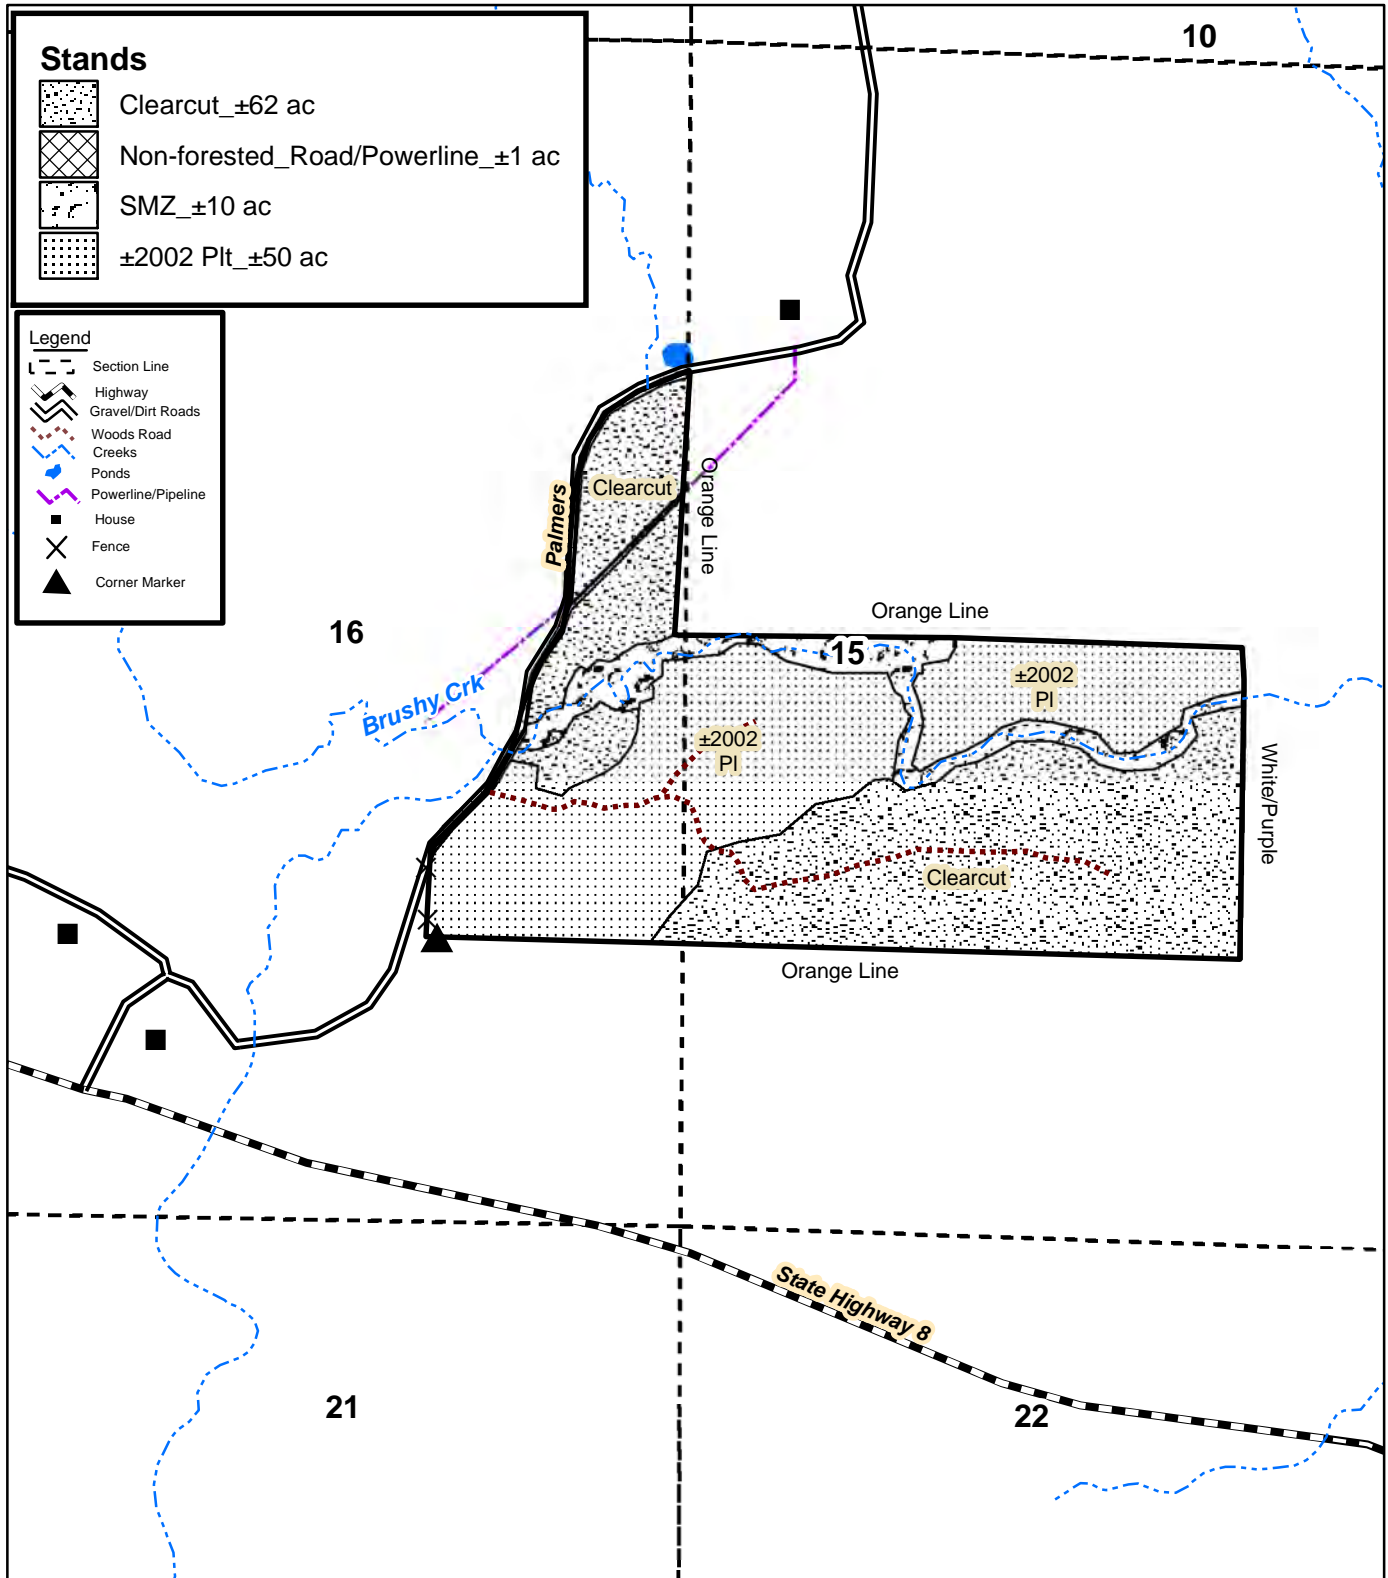 10
Stands
Clearcut_±62 ac
Non-forested_Road/Powerline_±1 ac
SMZ_±10 ac
±2002 Plt_±50 ac
Legend
Section Line
Highway
Gravel/Dirt Roads
Woods Road
Creeks
Ponds
Powerline/Pipeline
House
Fence
Corner Marker
Clearcut
Palmers
Orange Line
Orange Line
16
15
±2002
Pl
Brushy Crk
±2002
Pl
White/Purple
Clearcut
Orange Line
State Highway 8
21
22